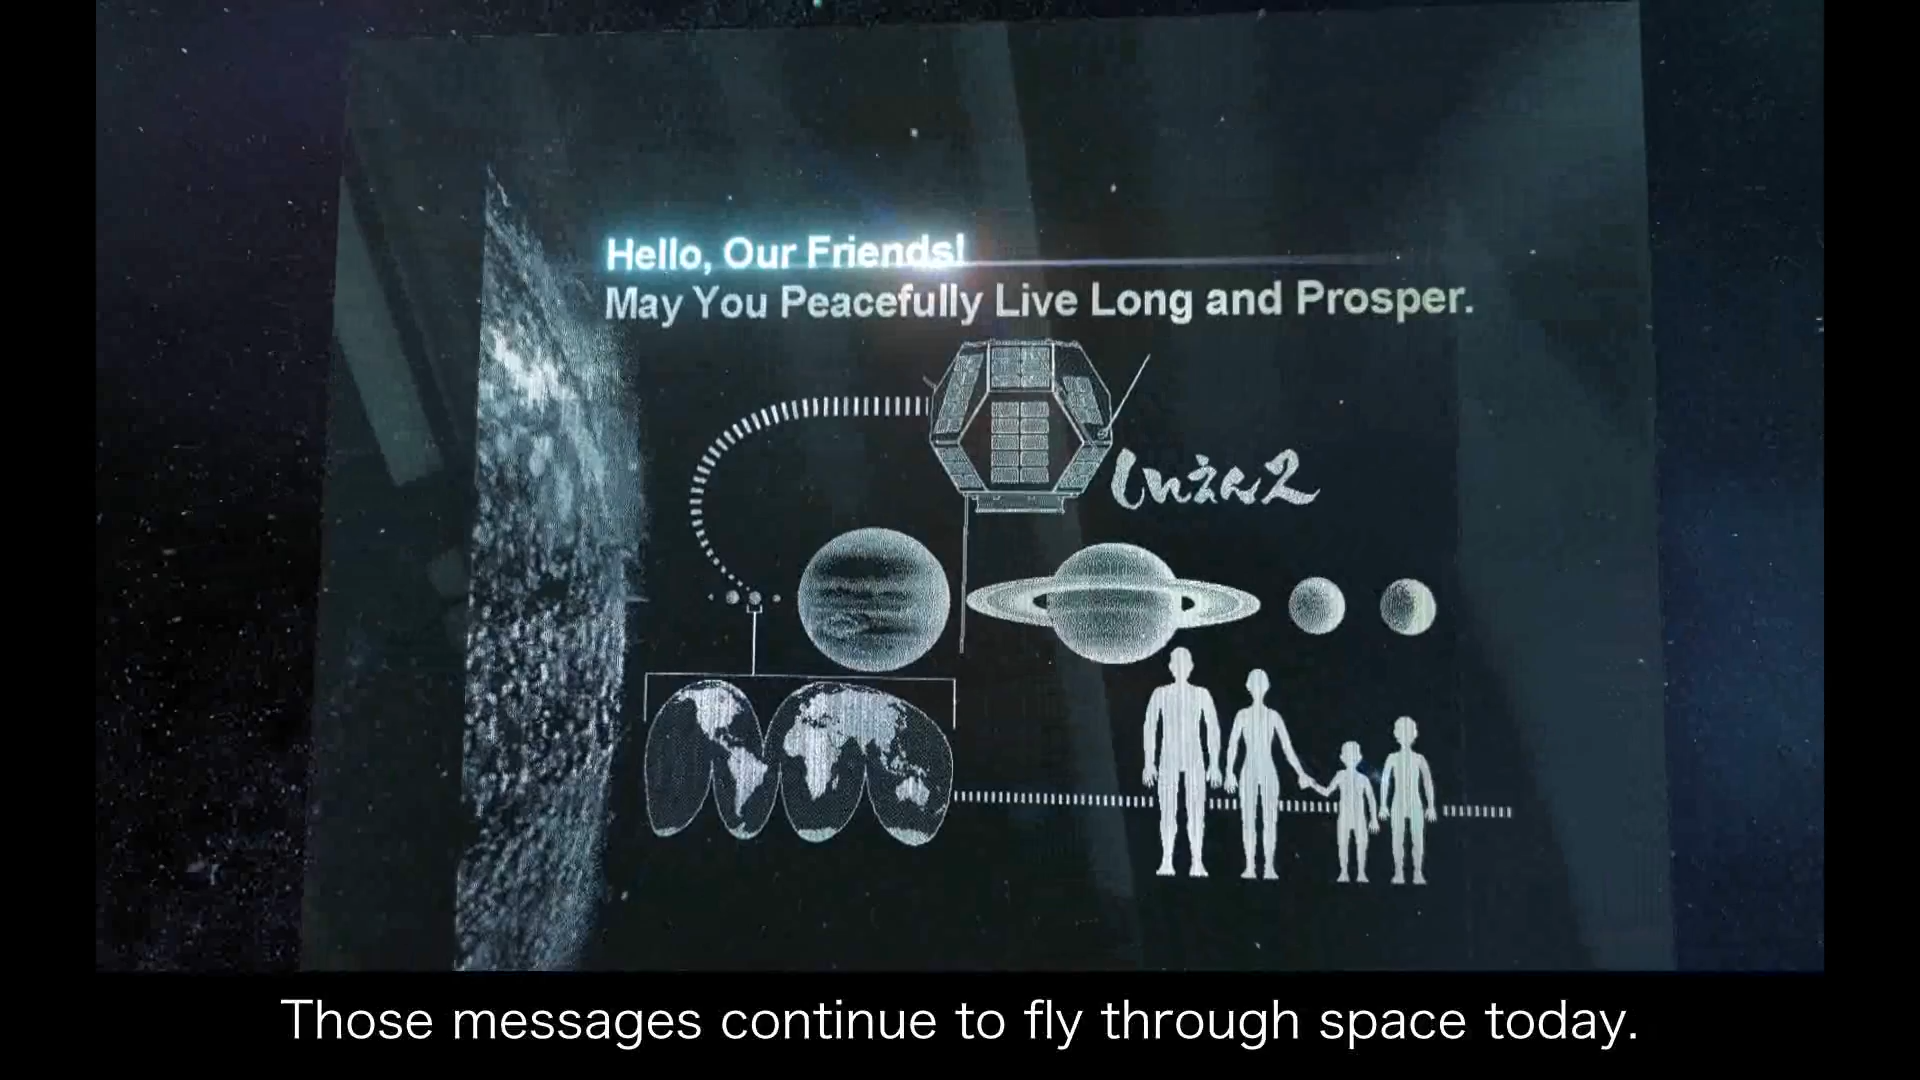 Hello, Our Friends!
May You Peacefully Live Long and Prosper.
しんえん2
Those messages continue to fly through space today.